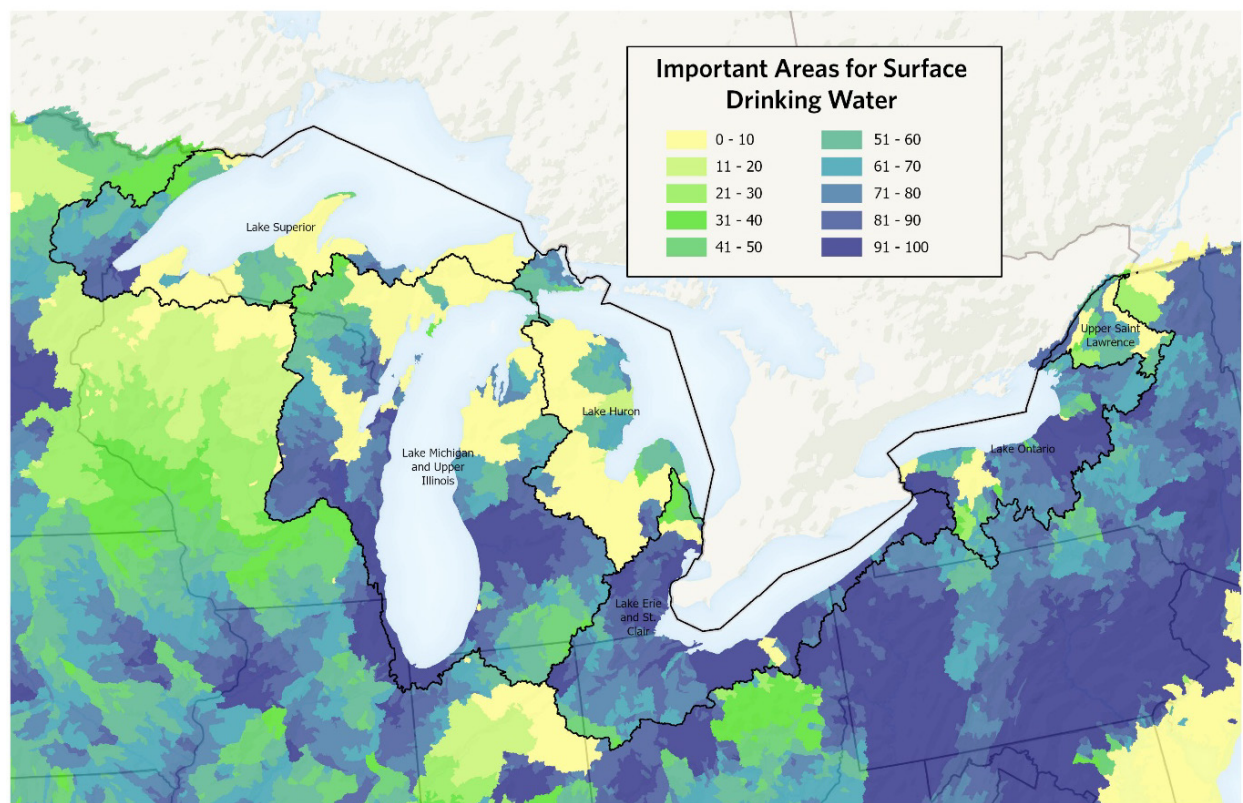 Important Areas for Surface
Drinking Water
0 - 10
11 - 20
21 - 30
31 - 40
41 - 50
51 - 60
61 - 70
71 - 80
81 - 90
91 - 100
Lake Superior
Upper Saint
Lawrence
Lake Huron
Lake Michigan
and Upper
Illinois
Lake Ontario
Lake Erie
and St.
Clair